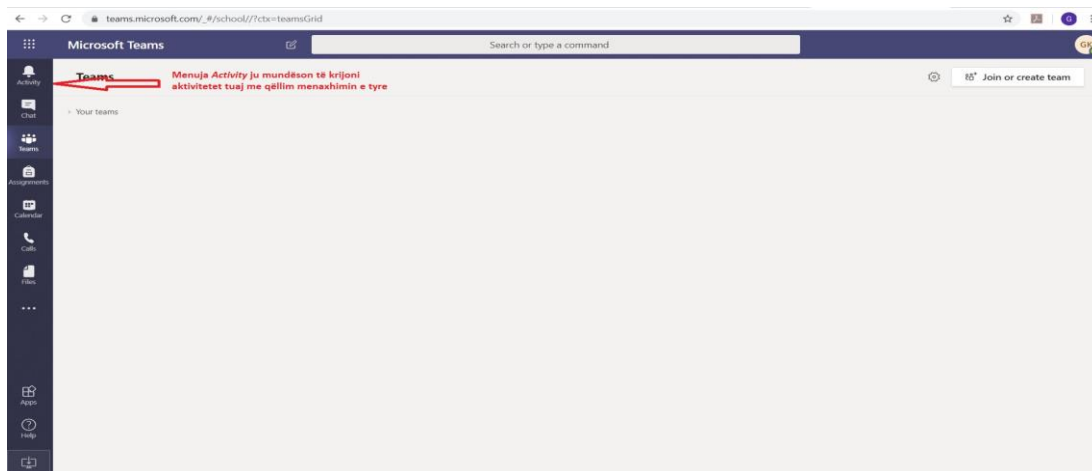 teams.microsoft.com/_#/school//?ctx=teamsGrid
G
Microsoft Teams
Search or type a command
GK
Activity
Teams
Menuja Activity ju mundëson të krijoni
aktivitetet tuaj me qëllim menaxhimin e tyre
Join or create team
Chat
Your teams
Teams
Assignments
Calendar
Calls
Files
Apps
Help